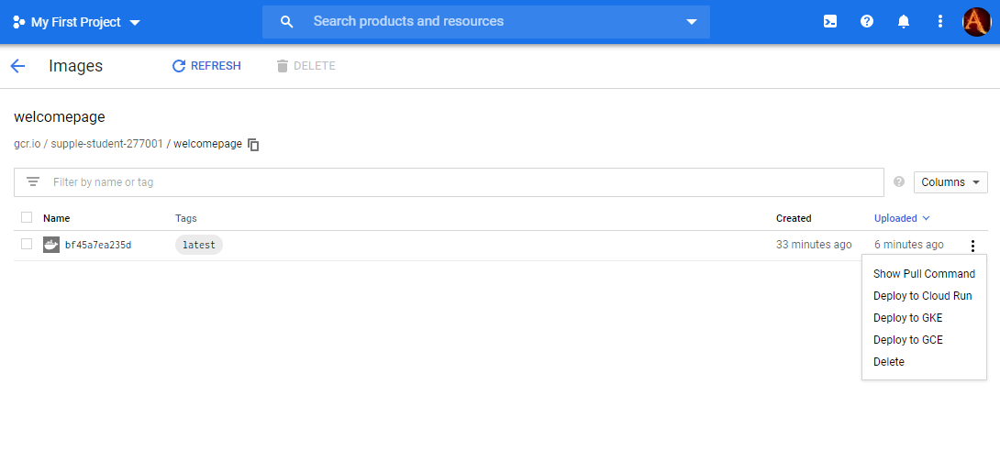 My First Project
Search products and resources
Images
REFRESH
DELETE
welcomepage
gcr.io / supple-student-277001 / welcomepage
Filter by name or tag
Columns
Name Tags Created Uploaded
bf45a7ea235d latest 33 minutes ago 6 minutes ago
Show Pull Command
Deploy to Cloud Run
Deploy to GKE
Deploy to GCE
Delete